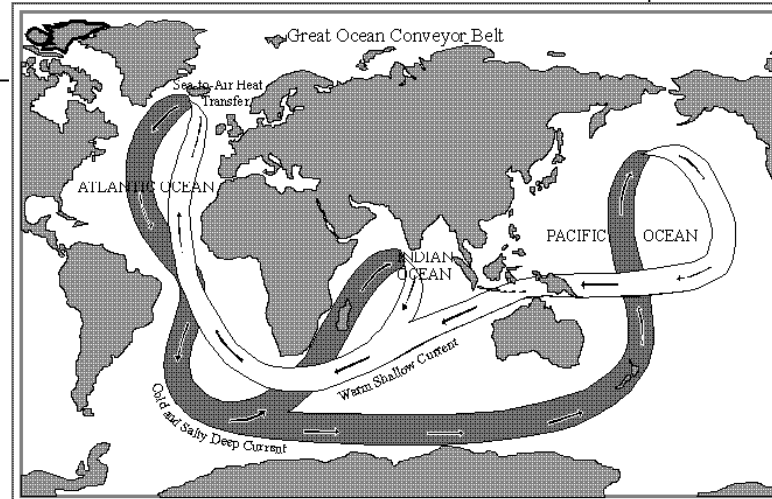 Great Ocean Conveyor Belt
Sea-to-Air Heat
Transfer
ATLANTIC OCEAN
INDIAN
OCEAN
PACIFIC OCEAN
Warm Shallow Current
Cold and Salty Deep Current